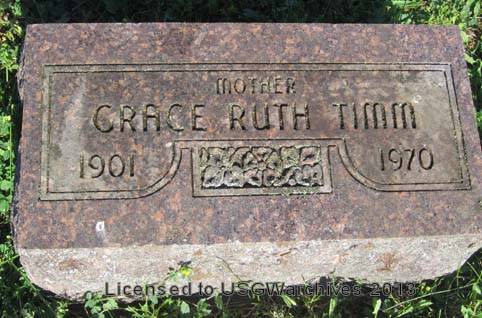 MOTHER
GRACE RUTH TIMM
1901 1970
Licensed to USGWarchives 2013